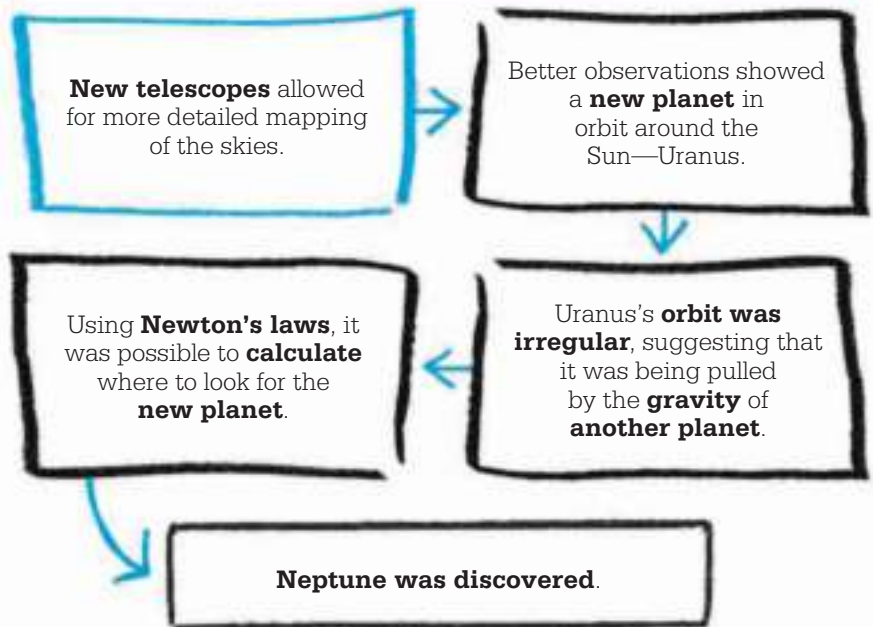 New telescopes allowed
for more detailed mapping
of the skies.
Better observations showed
a new planet in
orbit around the
Sun—Uranus.
Uranus's orbit was
irregular, suggesting that
it was being pulled
by the gravity of
another planet.
Using Newton's laws, it
was possible to calculate
where to look for the
new planet.
Neptune was discovered.